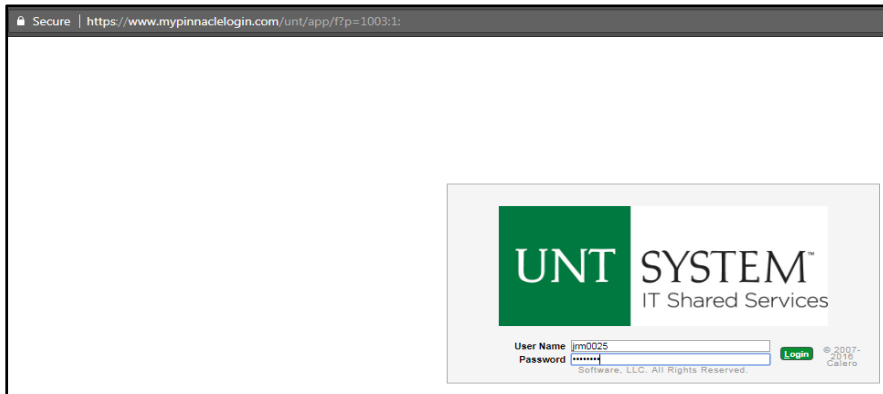 Secure | https://www.mypinnaclelogin.com/unt/app/f?p=1003:1:
UNT SYSTEM™
IT Shared Services
User Name jrm0025
Password ••••••••
Login
© 2007-
2016
Calero
Software, LLC. All Rights Reserved.